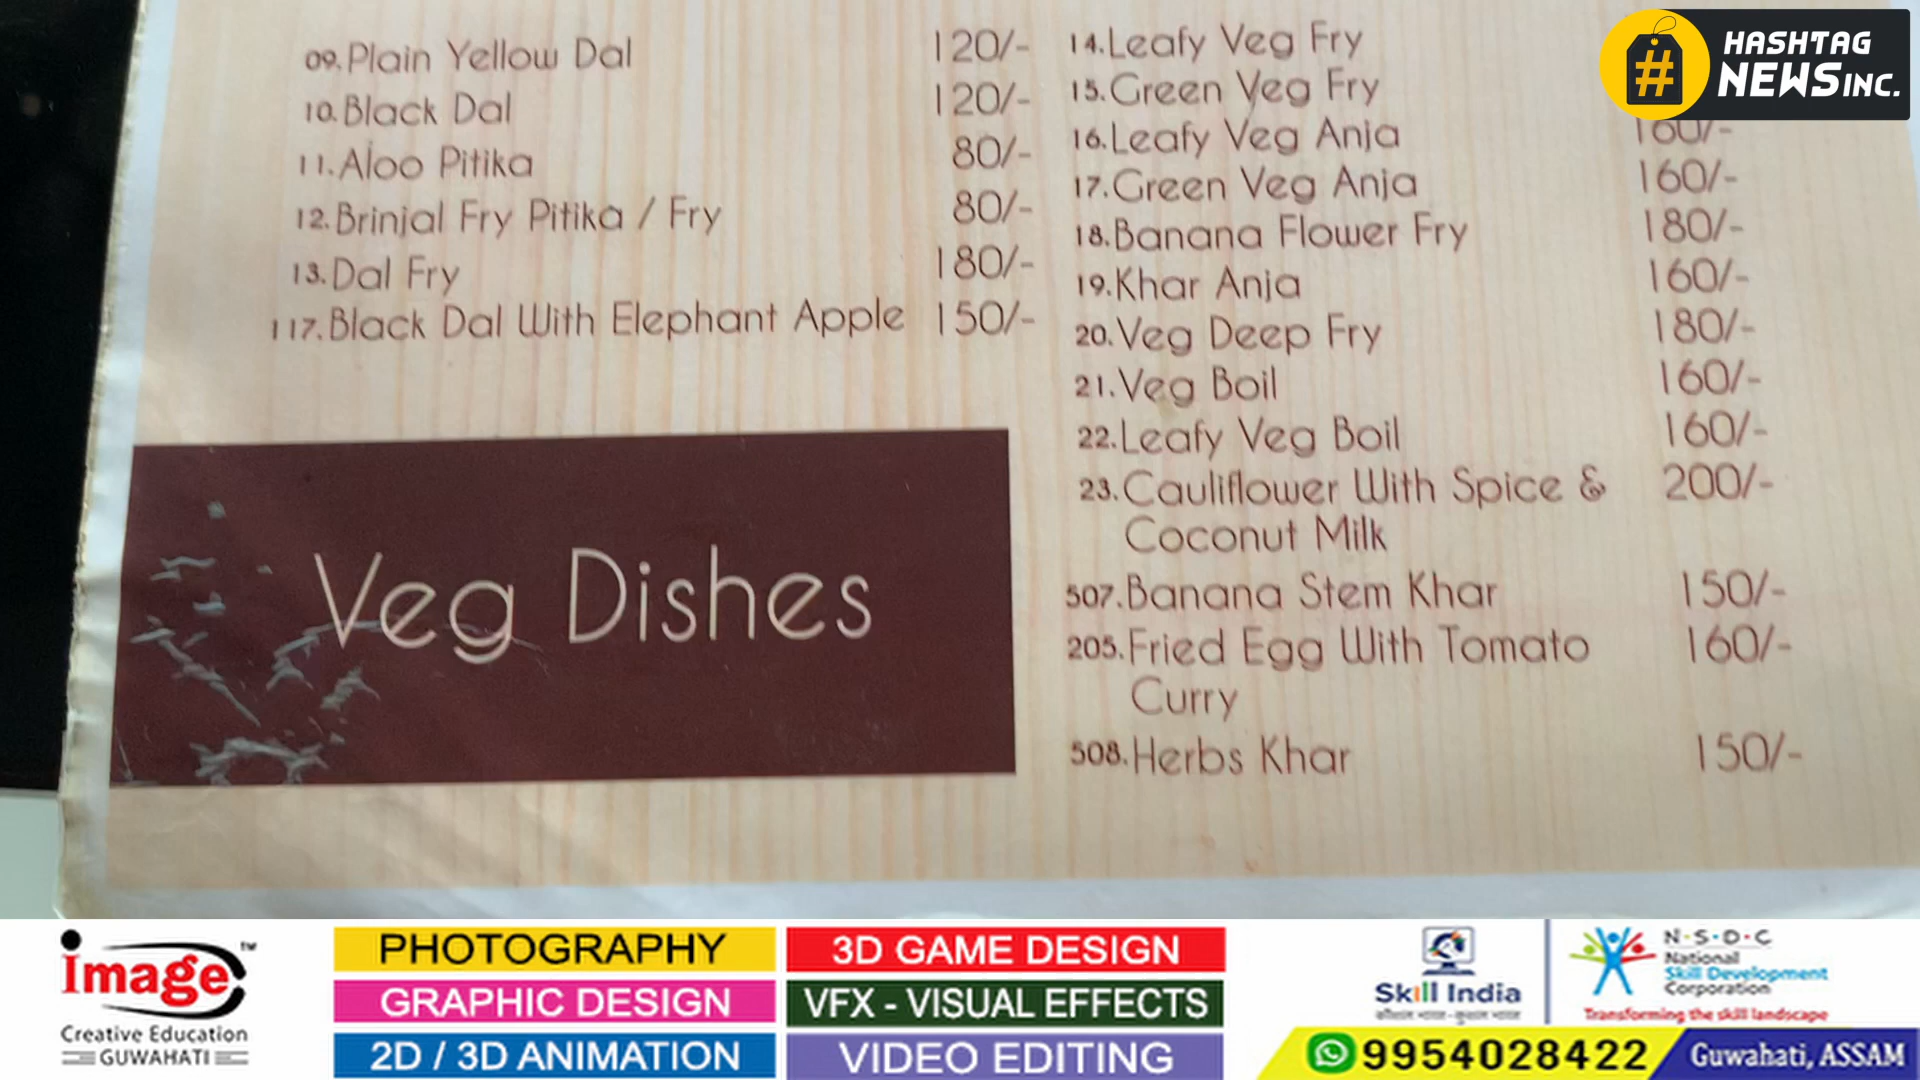 09. Plain Yellow Dal 120/-
10. Black Dal 120/-
11. Aloo Pitika 80/-
12. Brinjal Fry Pitika / Fry 80/-
13. Dal Fry 180/-
117. Black Dal With Elephant Apple 150/-
Veg Dishes
14. Leafy Veg Fry
15. Green Veg Fry
16. Leafy Veg Anja 160/-
17. Green Veg Anja 160/-
18. Banana Flower Fry 180/-
19. Khar Anja 160/-
20. Veg Deep Fry 180/-
21. Veg Boil 160/-
22. Leafy Veg Boil 160/-
23. Cauliflower With Spice & 200/-
Coconut Milk
507. Banana Stem Khar 150/-
205. Fried Egg With Tomato 160/-
Curry
508. Herbs Khar 150/-
# HASHTAG
NEWS INC.
image TM
Creative Education
GUWAHATI
PHOTOGRAPHY
GRAPHIC DESIGN
2D / 3D ANIMATION
3D GAME DESIGN
VFX - VISUAL EFFECTS
VIDEO EDITING
Skill India
कौशल भारत - कुशल भारत
N·S·D·C
National
Skill Development
Corporation
Transforming the skill landscape
9954028422
Guwahati, ASSAM